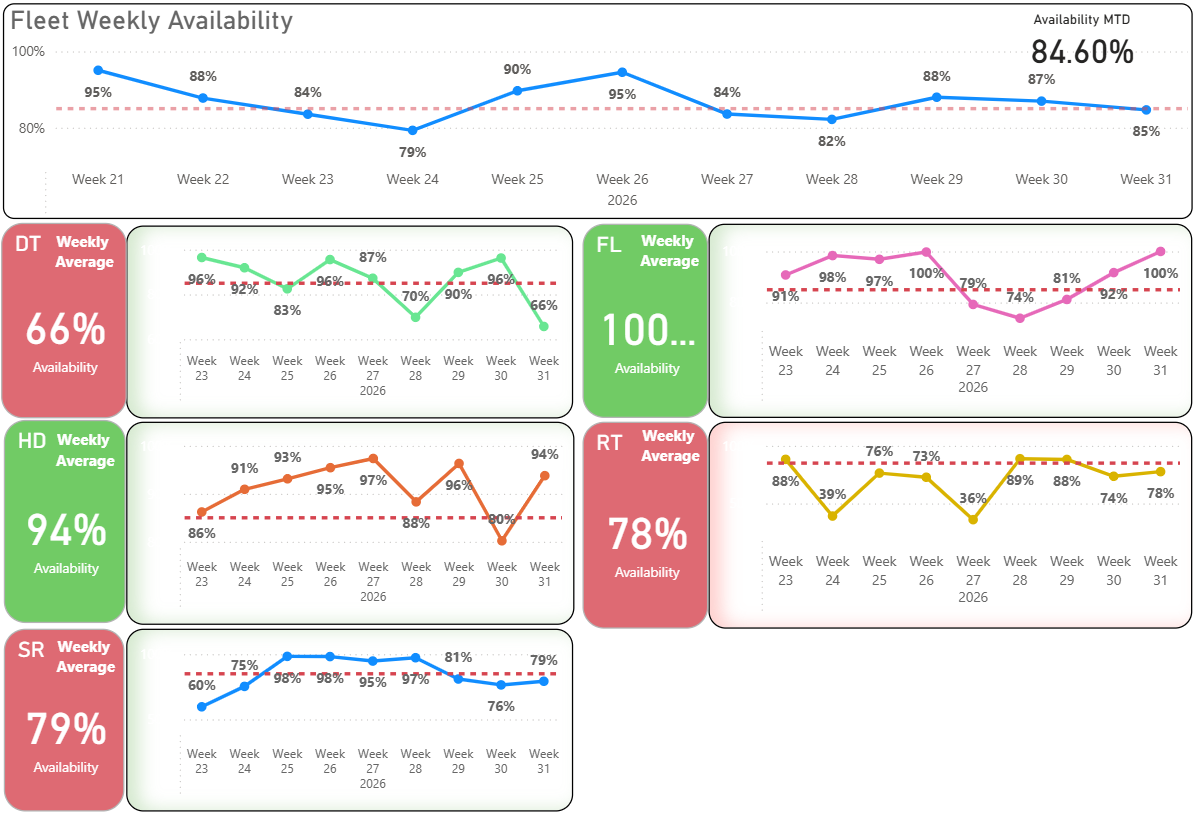 Fleet Weekly Availability
Availability MTD
84.60%
100%
80%
95%
88%
84%
79%
90%
95%
84%
82%
88%
87%
85%
Week 21 Week 22 Week 23 Week 24 Week 25 Week 26 Week 27 Week 28 Week 29 Week 30 Week 31
2026
DT Weekly Average
66%
Availability
96% 92% 83% 96% 87% 70% 90% 96% 66%
Week Week Week Week Week Week Week Week Week
23 24 25 26 27 28 29 30 31
2026
FL Weekly Average
100...
Availability
91% 98% 97% 100% 79% 74% 81% 92% 100%
Week Week Week Week Week Week Week Week Week
23 24 25 26 27 28 29 30 31
2026
HD Weekly Average
94%
Availability
86% 91% 93% 95% 97% 88% 96% 80% 94%
Week Week Week Week Week Week Week Week Week
23 24 25 26 27 28 29 30 31
2026
RT Weekly Average
78%
Availability
88% 39% 76% 73% 36% 89% 88% 74% 78%
Week Week Week Week Week Week Week Week Week
23 24 25 26 27 28 29 30 31
2026
SR Weekly Average
79%
Availability
60% 75% 98% 98% 95% 97% 81% 76% 79%
Week Week Week Week Week Week Week Week Week
23 24 25 26 27 28 29 30 31
2026